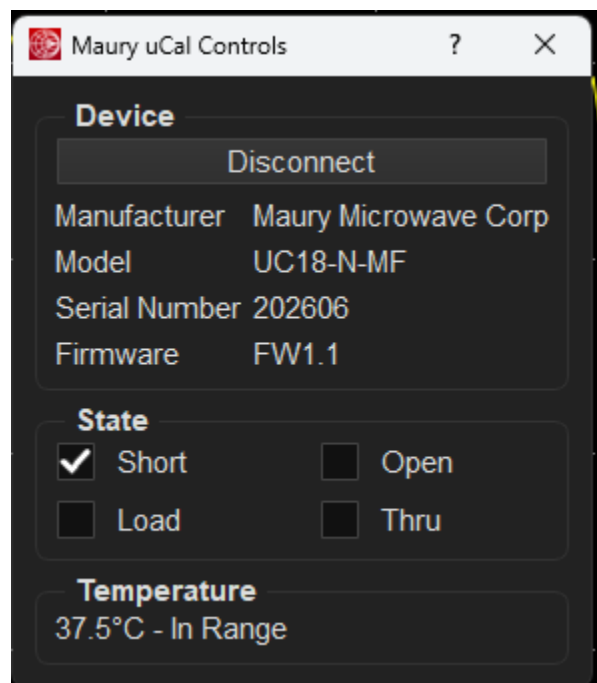 Maury uCal Controls ?
Device
Disconnect
Manufacturer Maury Microwave Corp
Model UC18-N-MF
Serial Number 202606
Firmware FW1.1
State
Short Open
Load Thru
Temperature
37.5°C - In Range